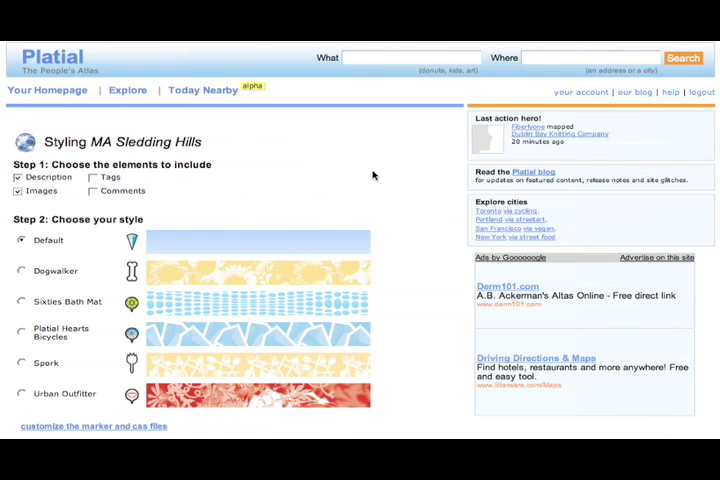 Platial
The People's Atlas
What
Where
Search
(donuts, kids, art)
(an address or a city)
Your Homepage | Explore | Today Nearby alpha
your account | our blog | help | logout
Styling MA Sledding Hills
Step 1: Choose the elements to include
Description
Tags
Images
Comments
Step 2: Choose your style
Default
Dogwalker
Sixties Bath Mat
Platial Hearts
Bicycles
Spork
Urban Outfitter
customize the marker and css files
Last action hero!
Fiberlyone mapped
Dublin Bay Knitting Company
20 minutes ago
Read the Platial blog
for updates on featured content, release notes and site glitches.
Explore cities
Toronto via cycling,
Portland via streetart,
San Francisco via vegan,
New York via street food
Ads by Goooooogle
Advertise on this site
Derm101.com
A.B. Ackerman's Altas Online - Free direct link
www.derm101.com
Driving Directions & Maps
Find hotels, restaurants and more anywhere! Free
and easy tool.
www.Starware.com/Maps